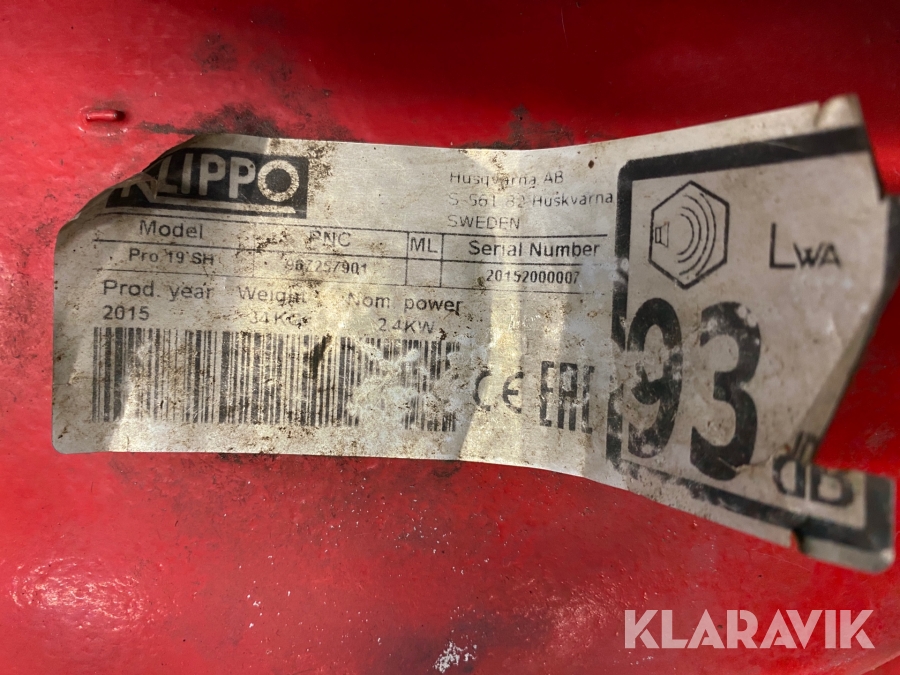 KLIPPO
Husqvarna AB
S-561 82 Huskvarna
SWEDEN
Model PNC ML Serial Number
Pro 19 SH 967257901 20152000007
Prod. year Weight Nom. power
2015 34KG 2.4KW
CE EAC
LWA
93
dB
KLARAVIK